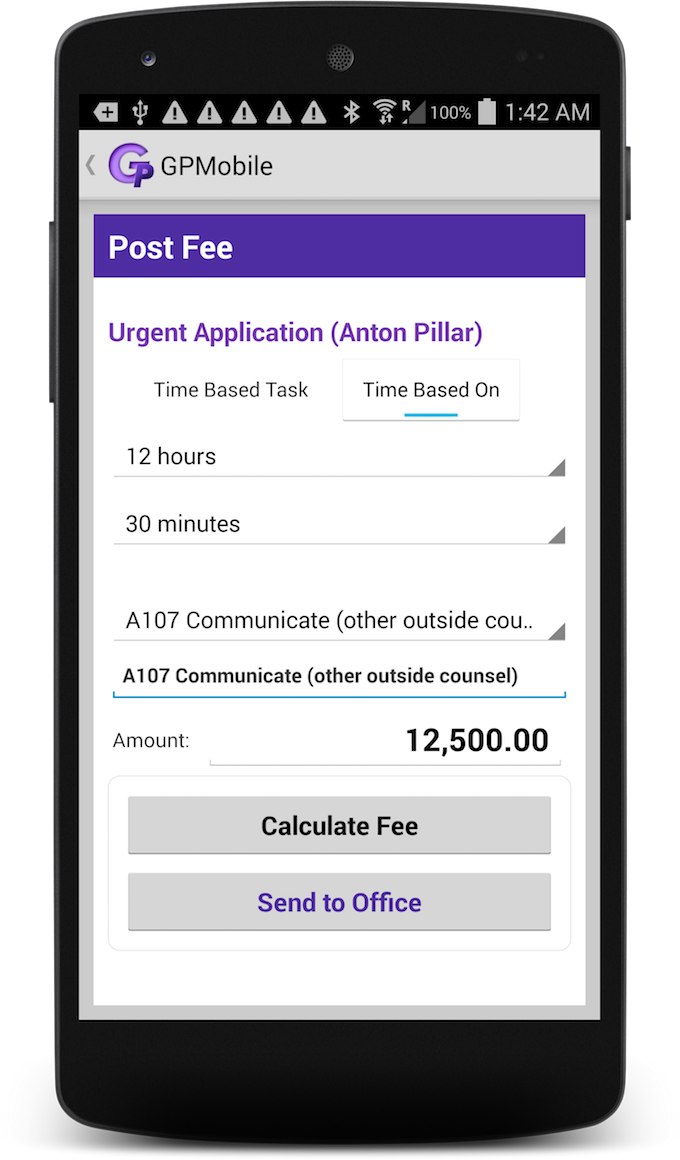 R 100% 1:42 AM
GP GPMobile
Post Fee
Urgent Application (Anton Pillar)
Time Based Task Time Based On
12 hours
30 minutes
A107 Communicate (other outside cou..
A107 Communicate (other outside counsel)
Amount: 12,500.00
Calculate Fee
Send to Office